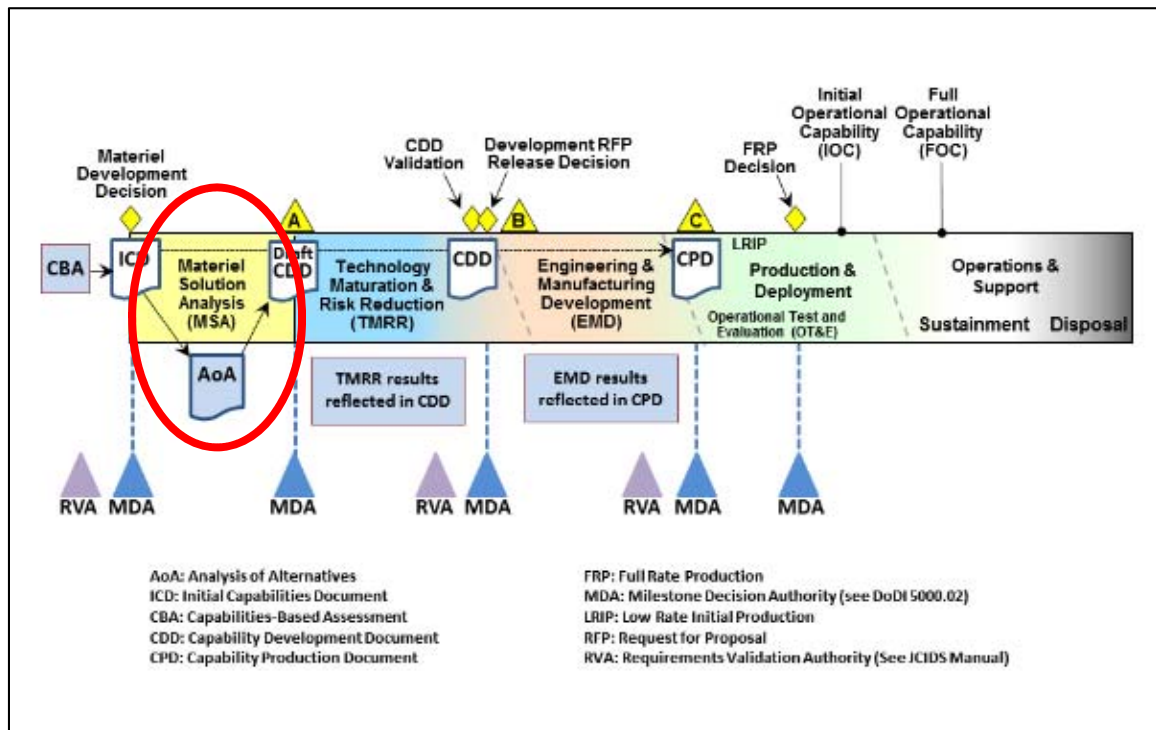 Initial
Operational
Capability
(IOC)
Full
Operational
Capability
(FOC)
Materiel
Development
Decision
CDD
Validation
Development RFP
Release Decision
FRP
Decision
A
B
C
CBA
ICD
Materiel
Solution
Analysis
(MSA)
Draft
CDD
Technology
Maturation &
Risk Reduction
(TMRR)
CDD
Engineering &
Manufacturing
Development
(EMD)
CPD
LRIP
Production &
Deployment
Operational Test and
Evaluation (OT&E)
Operations &
Support
Sustainment
Disposal
AoA
TMRR results
reflected in CDD
EMD results
reflected in CPD
RVA
MDA
MDA
RVA
MDA
RVA
MDA
MDA
AoA: Analysis of Alternatives
ICD: Initial Capabilities Document
CBA: Capabilities-Based Assessment
CDD: Capability Development Document
CPD: Capability Production Document
FRP: Full Rate Production
MDA: Milestone Decision Authority (see DoDI 5000.02)
LRIP: Low Rate Initial Production
RFP: Request for Proposal
RVA: Requirements Validation Authority (See JCIDS Manual)